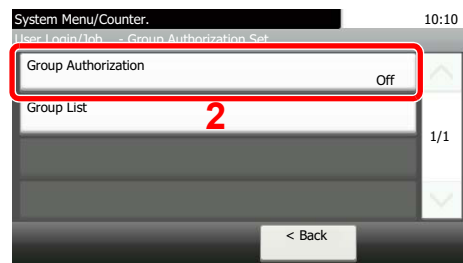 System Menu/Counter. 10:10
User Login/Job - Group Authorization Set.
Group Authorization
Off
Group List
2
1/1
< Back